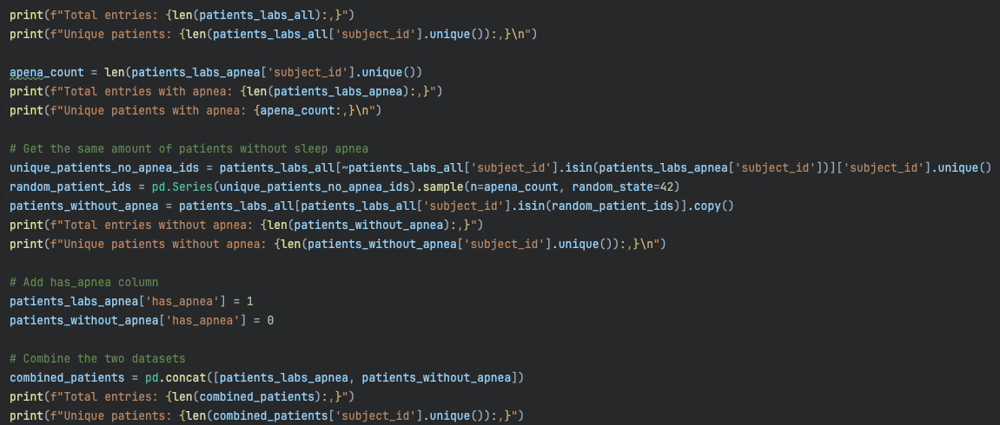 print(f"Total entries: {len(patients_labs_all):,}")
print(f"Unique patients: {len(patients_labs_all['subject_id'].unique()):,}\n")
apena_count = len(patients_labs_apnea['subject_id'].unique())
print(f"Total entries with apnea: {len(patients_labs_apnea):,}")
print(f"Unique patients with apnea: {apena_count:,}\n")
# Get the same amount of patients without sleep apnea
unique_patients_no_apnea_ids = patients_labs_all[~patients_labs_all['subject_id'].isin(patients_labs_apnea['subject_id'])]['subject_id'].unique()
random_patient_ids = pd.Series(unique_patients_no_apnea_ids).sample(n=apena_count, random_state=42)
patients_without_apnea = patients_labs_all[patients_labs_all['subject_id'].isin(random_patient_ids)].copy()
print(f"Total entries without apnea: {len(patients_without_apnea):,}")
print(f"Unique patients without apnea: {len(patients_without_apnea['subject_id'].unique()):,}\n")
# Add has_apnea column
patients_labs_apnea['has_apnea'] = 1
patients_without_apnea['has_apnea'] = 0
# Combine the two datasets
combined_patients = pd.concat([patients_labs_apnea, patients_without_apnea])
print(f"Total entries: {len(combined_patients):,}")
print(f"Unique patients: {len(combined_patients['subject_id'].unique()):,}")